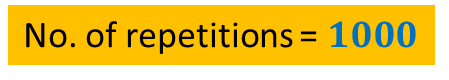 No. of repetitions = 1000